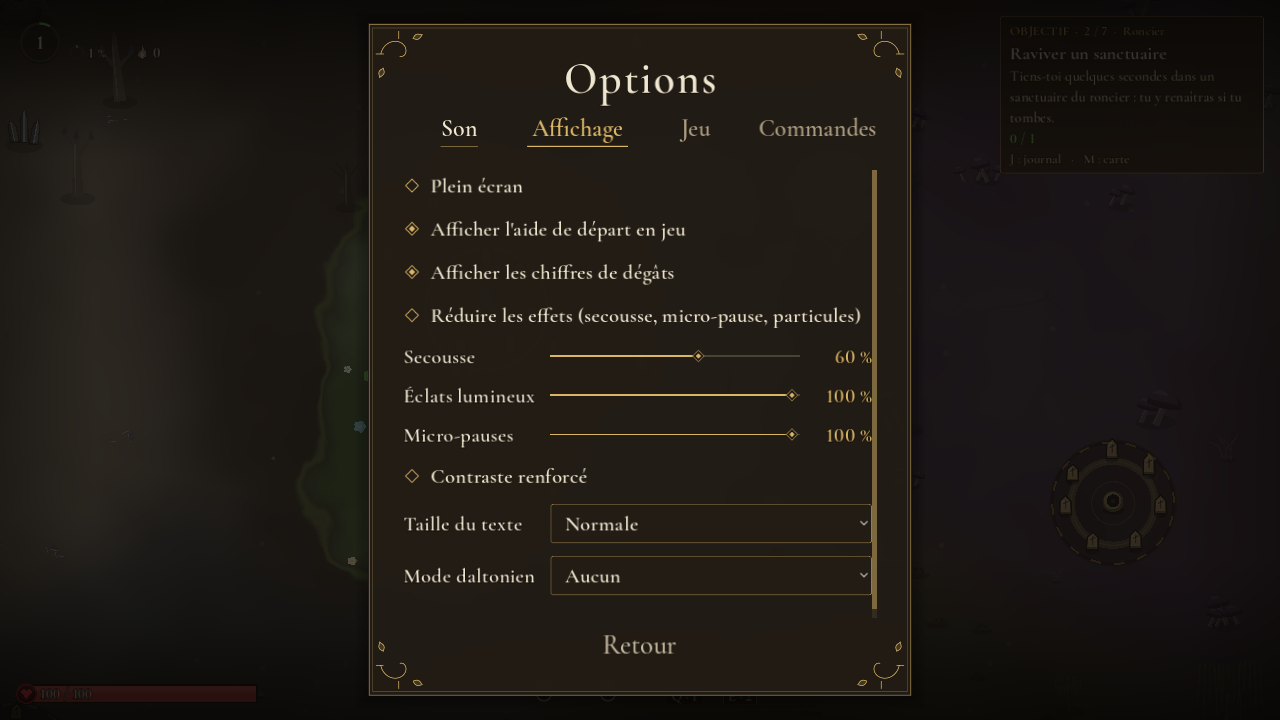 Options
Son Affichage Jeu Commandes
Plein écran
Afficher l'aide de départ en jeu
Afficher les chiffres de dégâts
Réduire les effets (secousse, micro-pause, particules)
Secousse 60 %
Éclats lumineux 100 %
Micro-pauses 100 %
Contraste renforcé
Taille du texte Normale
Mode daltonien Aucun
Retour
1
1 0
OBJECTIF · 2 / 7 · Roncier
Raviver un sanctuaire
Tiens-toi quelques secondes dans un
sanctuaire du roncier : tu y renaîtras si tu
tombes.
0 / 1
J : journal · M : carte
100 / 100